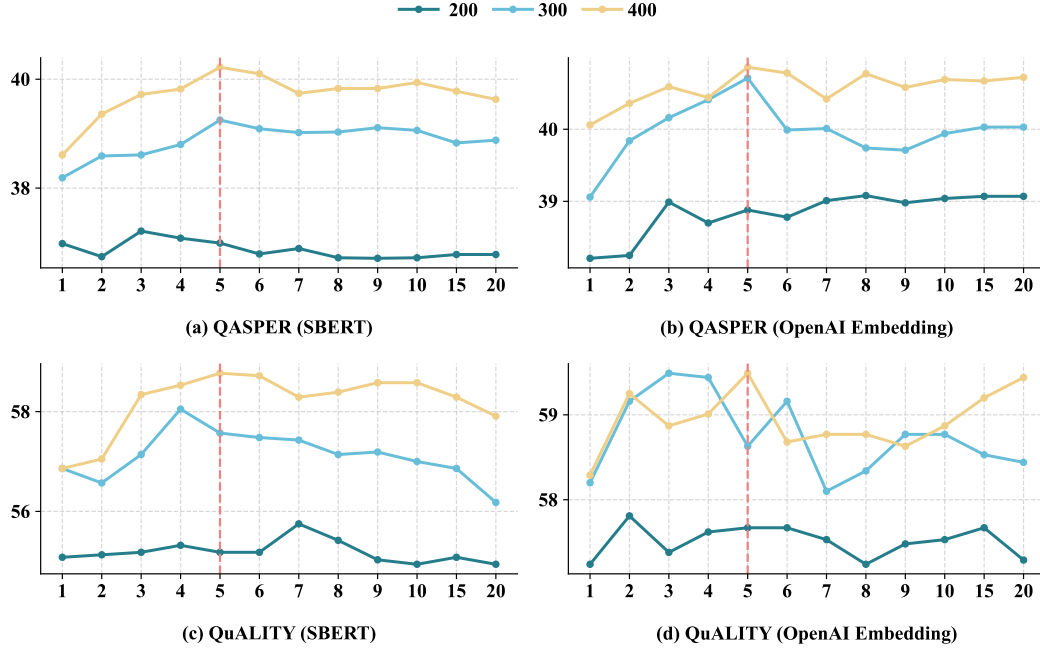 200 300 400
40
38
1 2 3 4 5 6 7 8 9 10 15 20
(a) QASPER (SBERT)
40
39
1 2 3 4 5 6 7 8 9 10 15 20
(b) QASPER (OpenAI Embedding)
58
56
1 2 3 4 5 6 7 8 9 10 15 20
(c) QuALITY (SBERT)
59
58
1 2 3 4 5 6 7 8 9 10 15 20
(d) QuALITY (OpenAI Embedding)